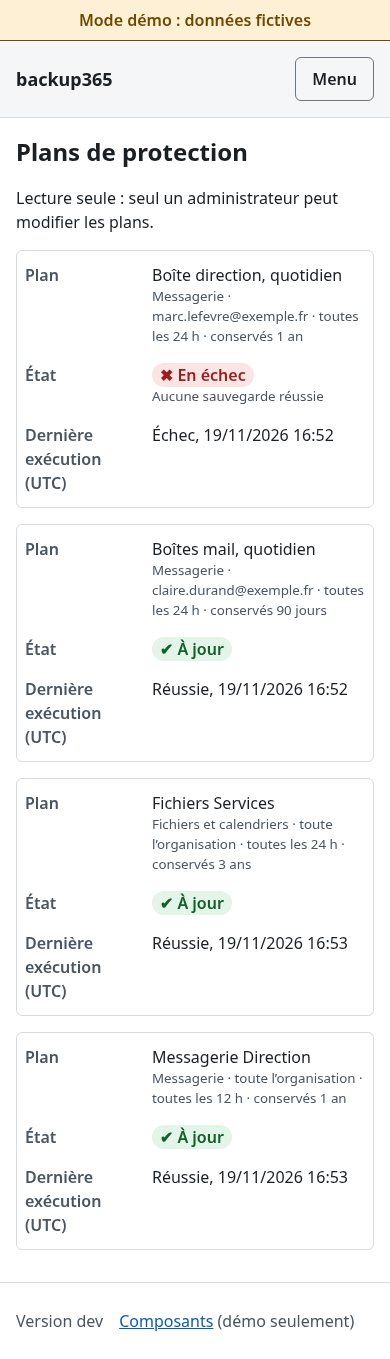 Mode démo : données fictives
backup365
Menu
Plans de protection
Lecture seule : seul un administrateur peut
modifier les plans.
Plan
Boîte direction, quotidien
Messagerie ·
marc.lefevre@exemple.fr · toutes
les 24 h · conservés 1 an
État
✖ En échec
Aucune sauvegarde réussie
Dernière
exécution
(UTC)
Échec, 19/11/2026 16:52
Plan
Boîtes mail, quotidien
Messagerie ·
claire.durand@exemple.fr · toutes
les 24 h · conservés 90 jours
État
✔ À jour
Dernière
exécution
(UTC)
Réussie, 19/11/2026 16:52
Plan
Fichiers Services
Fichiers et calendriers · toute
l’organisation · toutes les 24 h ·
conservés 3 ans
État
✔ À jour
Dernière
exécution
(UTC)
Réussie, 19/11/2026 16:53
Plan
Messagerie Direction
Messagerie · toute l’organisation ·
toutes les 12 h · conservés 1 an
État
✔ À jour
Dernière
exécution
(UTC)
Réussie, 19/11/2026 16:53
Version dev Composants (démo seulement)